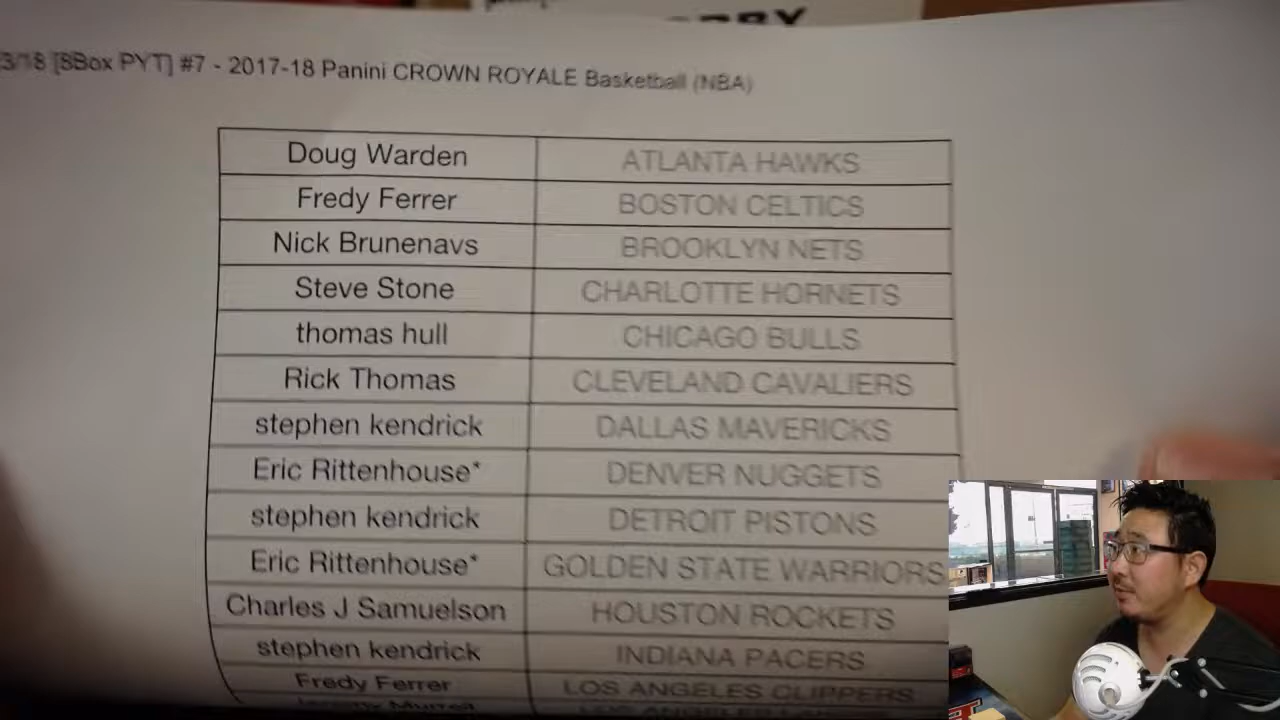 3/18 [8Box PYT] #7 - 2017-18 Panini CROWN ROYALE Basketball (NBA)
Doug Warden ATLANTA HAWKS
Fredy Ferrer BOSTON CELTICS
Nick Brunenavs BROOKLYN NETS
Steve Stone CHARLOTTE HORNETS
thomas hull CHICAGO BULLS
Rick Thomas CLEVELAND CAVALIERS
stephen kendrick DALLAS MAVERICKS
Eric Rittenhouse* DENVER NUGGETS
stephen kendrick DETROIT PISTONS
Eric Rittenhouse* GOLDEN STATE WARRIORS
Charles J Samuelson HOUSTON ROCKETS
stephen kendrick INDIANA PACERS
Fredy Ferrer LOS ANGELES CLIPPERS
LOS ANGELES